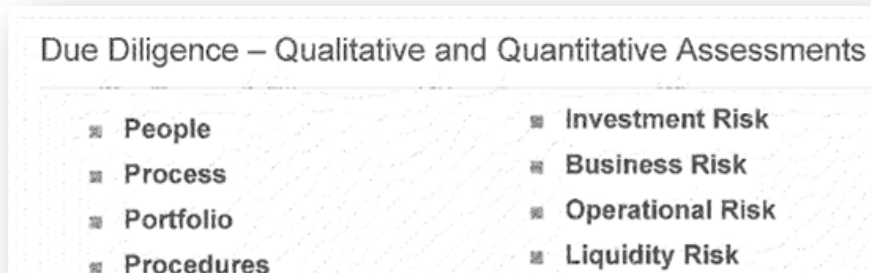 Due Diligence – Qualitative and Quantitative Assessments
People
Process
Portfolio
Procedures
Investment Risk
Business Risk
Operational Risk
Liquidity Risk